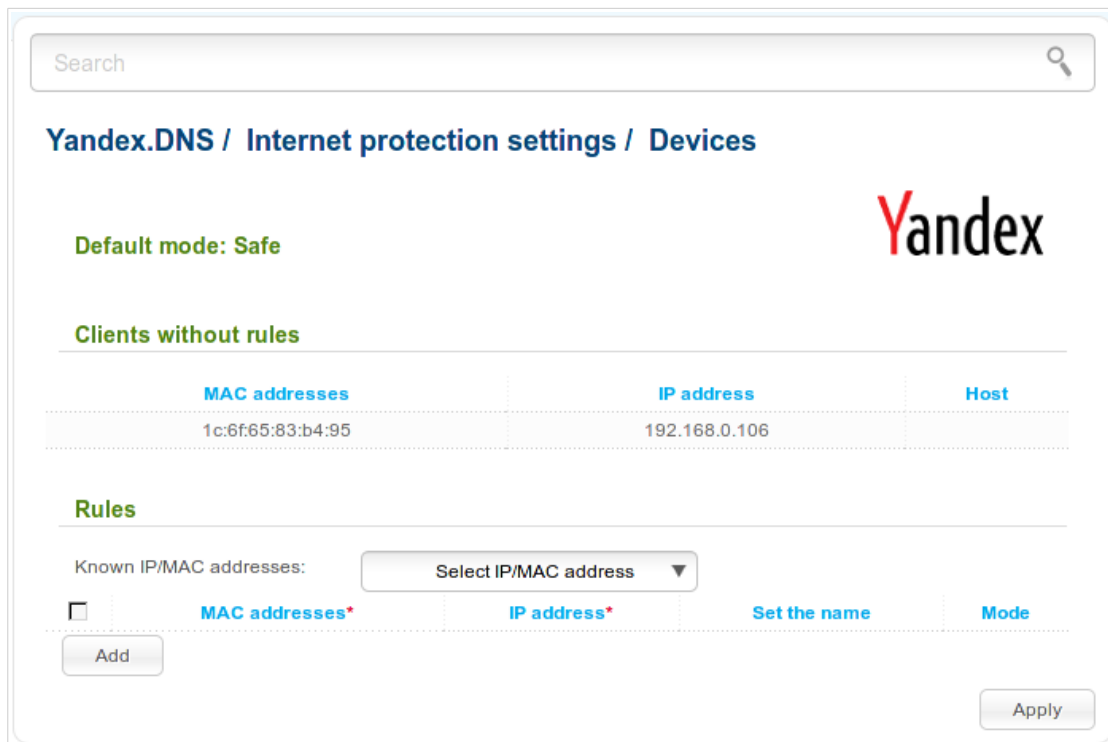 Search
Yandex.DNS / Internet protection settings / Devices
Yandex
Default mode: Safe
Clients without rules
MAC addresses IP address Host
1c:6f:65:83:b4:95 192.168.0.106
Rules
Known IP/MAC addresses: Select IP/MAC address
MAC addresses* IP address* Set the name Mode
Add
Apply